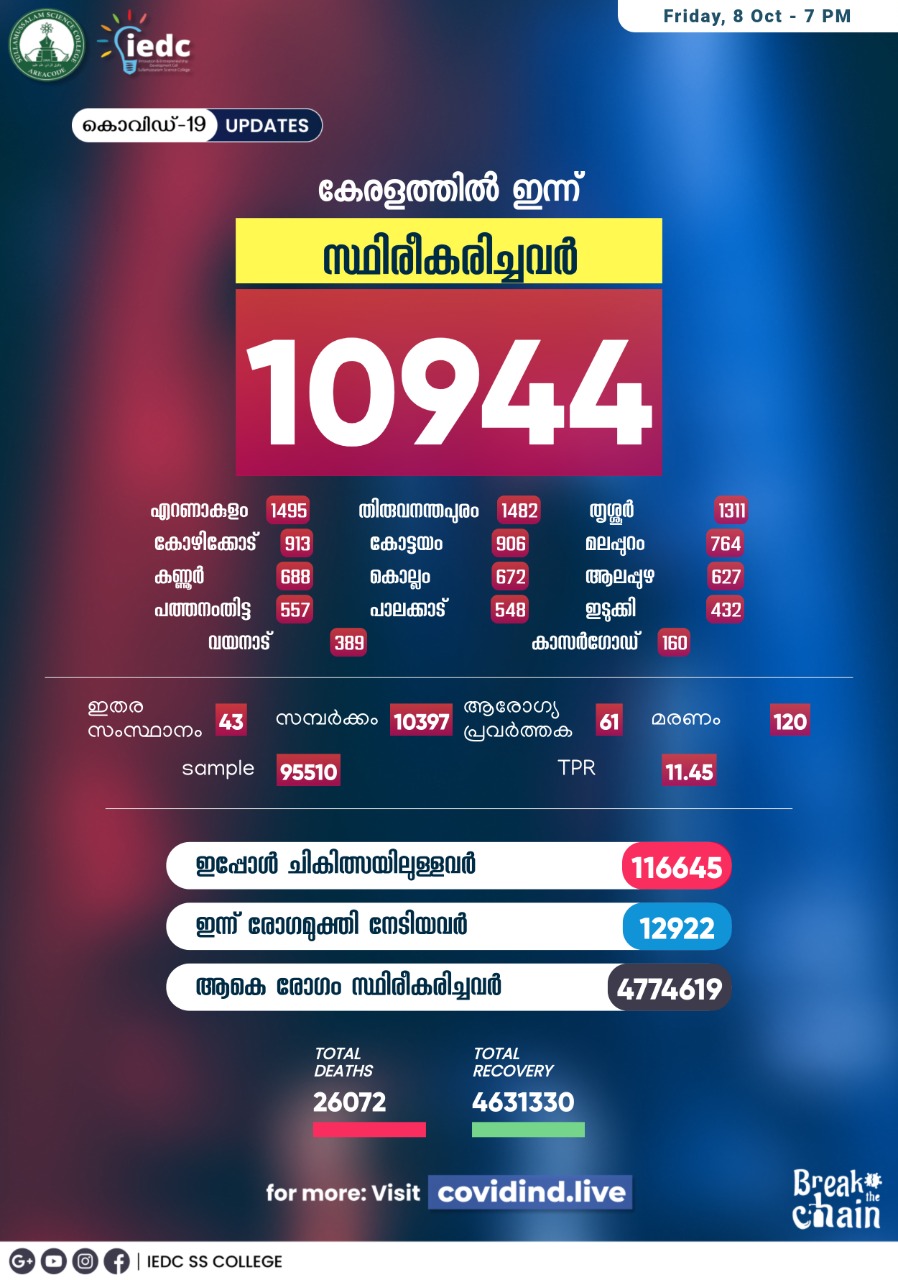 Friday, 8 Oct - 7 PM
SULLAMUSSALAM SCIENCE COLLEGE
AREACODE
iedc
കൊവിഡ്-19 UPDATES
കേരളത്തിൽ ഇന്ന്
സ്ഥിരീകരിച്ചവർ
10944
എറണാകുളം 1495 തിരുവനന്തപുരം 1482 തൃശ്ശൂർ 1311
കോഴിക്കോട് 913 കോട്ടയം 906 മലപ്പുറം 764
കണ്ണൂർ 688 കൊല്ലം 672 ആലപ്പുഴ 627
പത്തനംതിട്ട 557 പാലക്കാട് 548 ഇടുക്കി 432
വയനാട് 389 കാസർഗോഡ് 160
ഇതര
സംസ്ഥാനം 43 സമ്പർക്കം 10397 ആരോഗ്യ
പ്രവർത്തക 61 മരണം 120
sample 95510 TPR 11.45
ഇപ്പോൾ ചികിത്സയിലുള്ളവർ 116645
ഇന്ന് രോഗമുക്തി നേടിയവർ 12922
ആകെ രോഗം സ്ഥിരീകരിച്ചവർ 4774619
TOTAL
DEATHS
26072
TOTAL
RECOVERY
4631330
for more: Visit covidind.live
Break
the
chain
G+ | IEDC SS COLLEGE